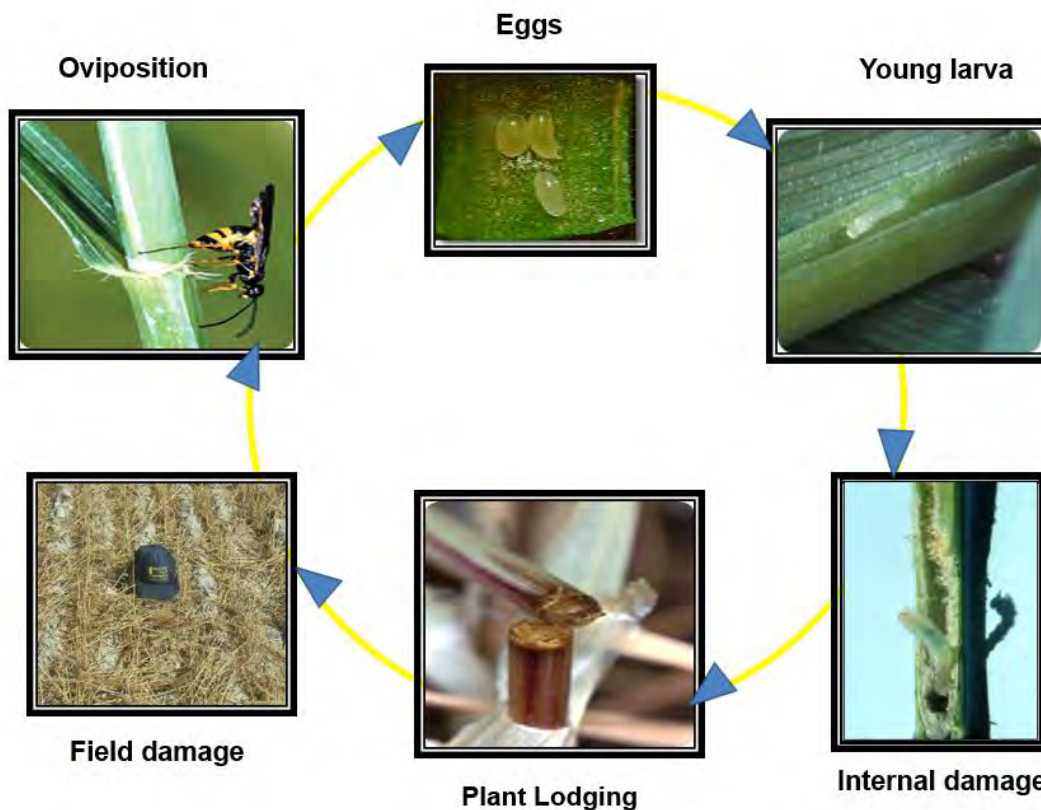 Eggs
Oviposition
Young larva
Field damage
Plant Lodging
Internal damage